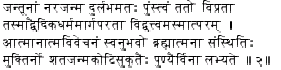 जन्तूनां नरजन्म दुर्लभमतः पुंस्त्वं ततो विप्रता
तस्माद्वैदिकधर्ममार्गपरता विद्वत्त्वमस्मात्परम् ।
आत्मानात्मविवेचनं स्वनुभवो ब्रह्मात्मना संस्थितिः
मुक्तिर्नो शतजन्मकोटिसुकृतैः पुण्यैर्विना लभ्यते ॥ २॥